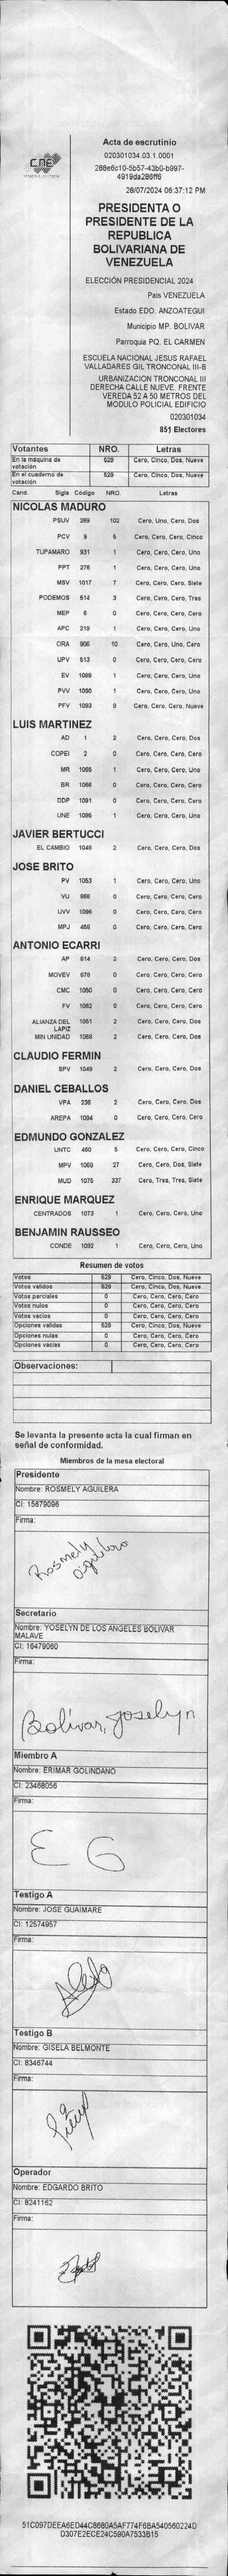 CNE
Acta de escrutinio
020301034.03.1.0001
288e6c10-5b57-43b0-b997-
4919da286ff6
28/07/2024 06:37:12 PM
PRESIDENTA O
PRESIDENTE DE LA
REPUBLICA
BOLIVARIANA DE
VENEZUELA
ELECCIÓN PRESIDENCIAL 2024
Pais VENEZUELA
Estado EDO. ANZOATEGUI
Municipio MP. BOLIVAR
Parroquia PQ. EL CARMEN
ESCUELA NACIONAL JESUS RAFAEL
VALLADARES GIL TRONCONAL III-B
URBANIZACION TRONCONAL III
DERECHA CALLE NUEVE. FRENTE
VEREDA 52 A 50 METROS DEL
MODULO POLICIAL EDIFICIO
020301034
851 Electores
Votantes NRO. Letras
En la máquina de votación 529 Cero, Cinco, Dos, Nueve
En el cuaderno de votación 529 Cero, Cinco, Dos, Nueve
Cand. Sigla Código NRO. Letras
NICOLAS MADURO
PSUV 269 102 Cero, Uno, Cero, Dos
PCV 9 5 Cero, Cero, Cero, Cinco
TUPAMARO 931 1 Cero, Cero, Cero, Uno
PPT 276 1 Cero, Cero, Cero, Uno
MSV 1017 7 Cero, Cero, Cero, Siete
PODEMOS 514 3 Cero, Cero, Cero, Tres
MEP 6 0 Cero, Cero, Cero, Cero
APC 219 1 Cero, Cero, Cero, Uno
ORA 906 10 Cero, Cero, Uno, Cero
UPV 513 0 Cero, Cero, Cero, Cero
EV 1089 1 Cero, Cero, Cero, Uno
PVV 1090 1 Cero, Cero, Cero, Uno
PFV 1093 9 Cero, Cero, Cero, Nueve
LUIS MARTINEZ
AD 1 2 Cero, Cero, Cero, Dos
COPEI 2 0 Cero, Cero, Cero, Cero
MR 1065 1 Cero, Cero, Cero, Uno
BR 1066 0 Cero, Cero, Cero, Cero
DDP 1091 0 Cero, Cero, Cero, Cero
UNE 1095 1 Cero, Cero, Cero, Uno
JAVIER BERTUCCI
EL CAMBIO 1048 2 Cero, Cero, Cero, Dos
JOSE BRITO
PV 1053 1 Cero, Cero, Cero, Uno
VU 868 0 Cero, Cero, Cero, Cero
UVV 1096 0 Cero, Cero, Cero, Cero
MPJ 458 0 Cero, Cero, Cero, Cero
ANTONIO ECARRI
AP 814 2 Cero, Cero, Cero, Dos
MOVEV 878 0 Cero, Cero, Cero, Cero
CMC 1050 0 Cero, Cero, Cero, Cero
FV 1062 0 Cero, Cero, Cero, Cero
ALIANZA DEL LAPIZ 1051 2 Cero, Cero, Cero, Dos
MIN UNIDAD 1068 2 Cero, Cero, Cero, Dos
CLAUDIO FERMIN
SPV 1049 2 Cero, Cero, Cero, Dos
DANIEL CEBALLOS
VPA 236 2 Cero, Cero, Cero, Dos
AREPA 1094 0 Cero, Cero, Cero, Cero
EDMUNDO GONZALEZ
UNTC 460 5 Cero, Cero, Cero, Cinco
MPV 1069 27 Cero, Cero, Dos, Siete
MUD 1075 337 Cero, Tres, Tres, Siete
ENRIQUE MARQUEZ
CENTRADOS 1073 1 Cero, Cero, Cero, Uno
BENJAMIN RAUSSEO
CONDE 1092 1 Cero, Cero, Cero, Uno
Resumen de votos
Votos 529 Cero, Cinco, Dos, Nueve
Votos validos 529 Cero, Cinco, Dos, Nueve
Votos parciales 0 Cero, Cero, Cero, Cero
Votos nulos 0 Cero, Cero, Cero, Cero
Votos vacios 0 Cero, Cero, Cero, Cero
Opciones validas 529 Cero, Cinco, Dos, Nueve
Opciones nulas 0 Cero, Cero, Cero, Cero
Opciones vacias 0 Cero, Cero, Cero, Cero
Observaciones:
Se levanta la presente acta la cual firman en
señal de conformidad.
Miembros de la mesa electoral
Presidente
Nombre: ROSMELY AGUILERA
CI: 15679096
Firma:
Rosmely
Aguilera
Secretario
Nombre: YOSELYN DE LOS ANGELES BOLIVAR
MALAVE
CI: 16479060
Firma:
Bolívar, Joselyn
Miembro A
Nombre: ERIMAR GOLINDANO
CI: 23468056
Firma:
E G
Testigo A
Nombre: JOSE GUAIMARE
CI: 12574957
Firma:
Testigo B
Nombre: GISELA BELMONTE
CI: 8346744
Firma:
Operador
Nombre: EDGARDO BRITO
CI: 8241162
Firma:
51C097DEEA6ED44C8680A5AF774F6BA540560224D
D307E2ECE24C590A7533B15